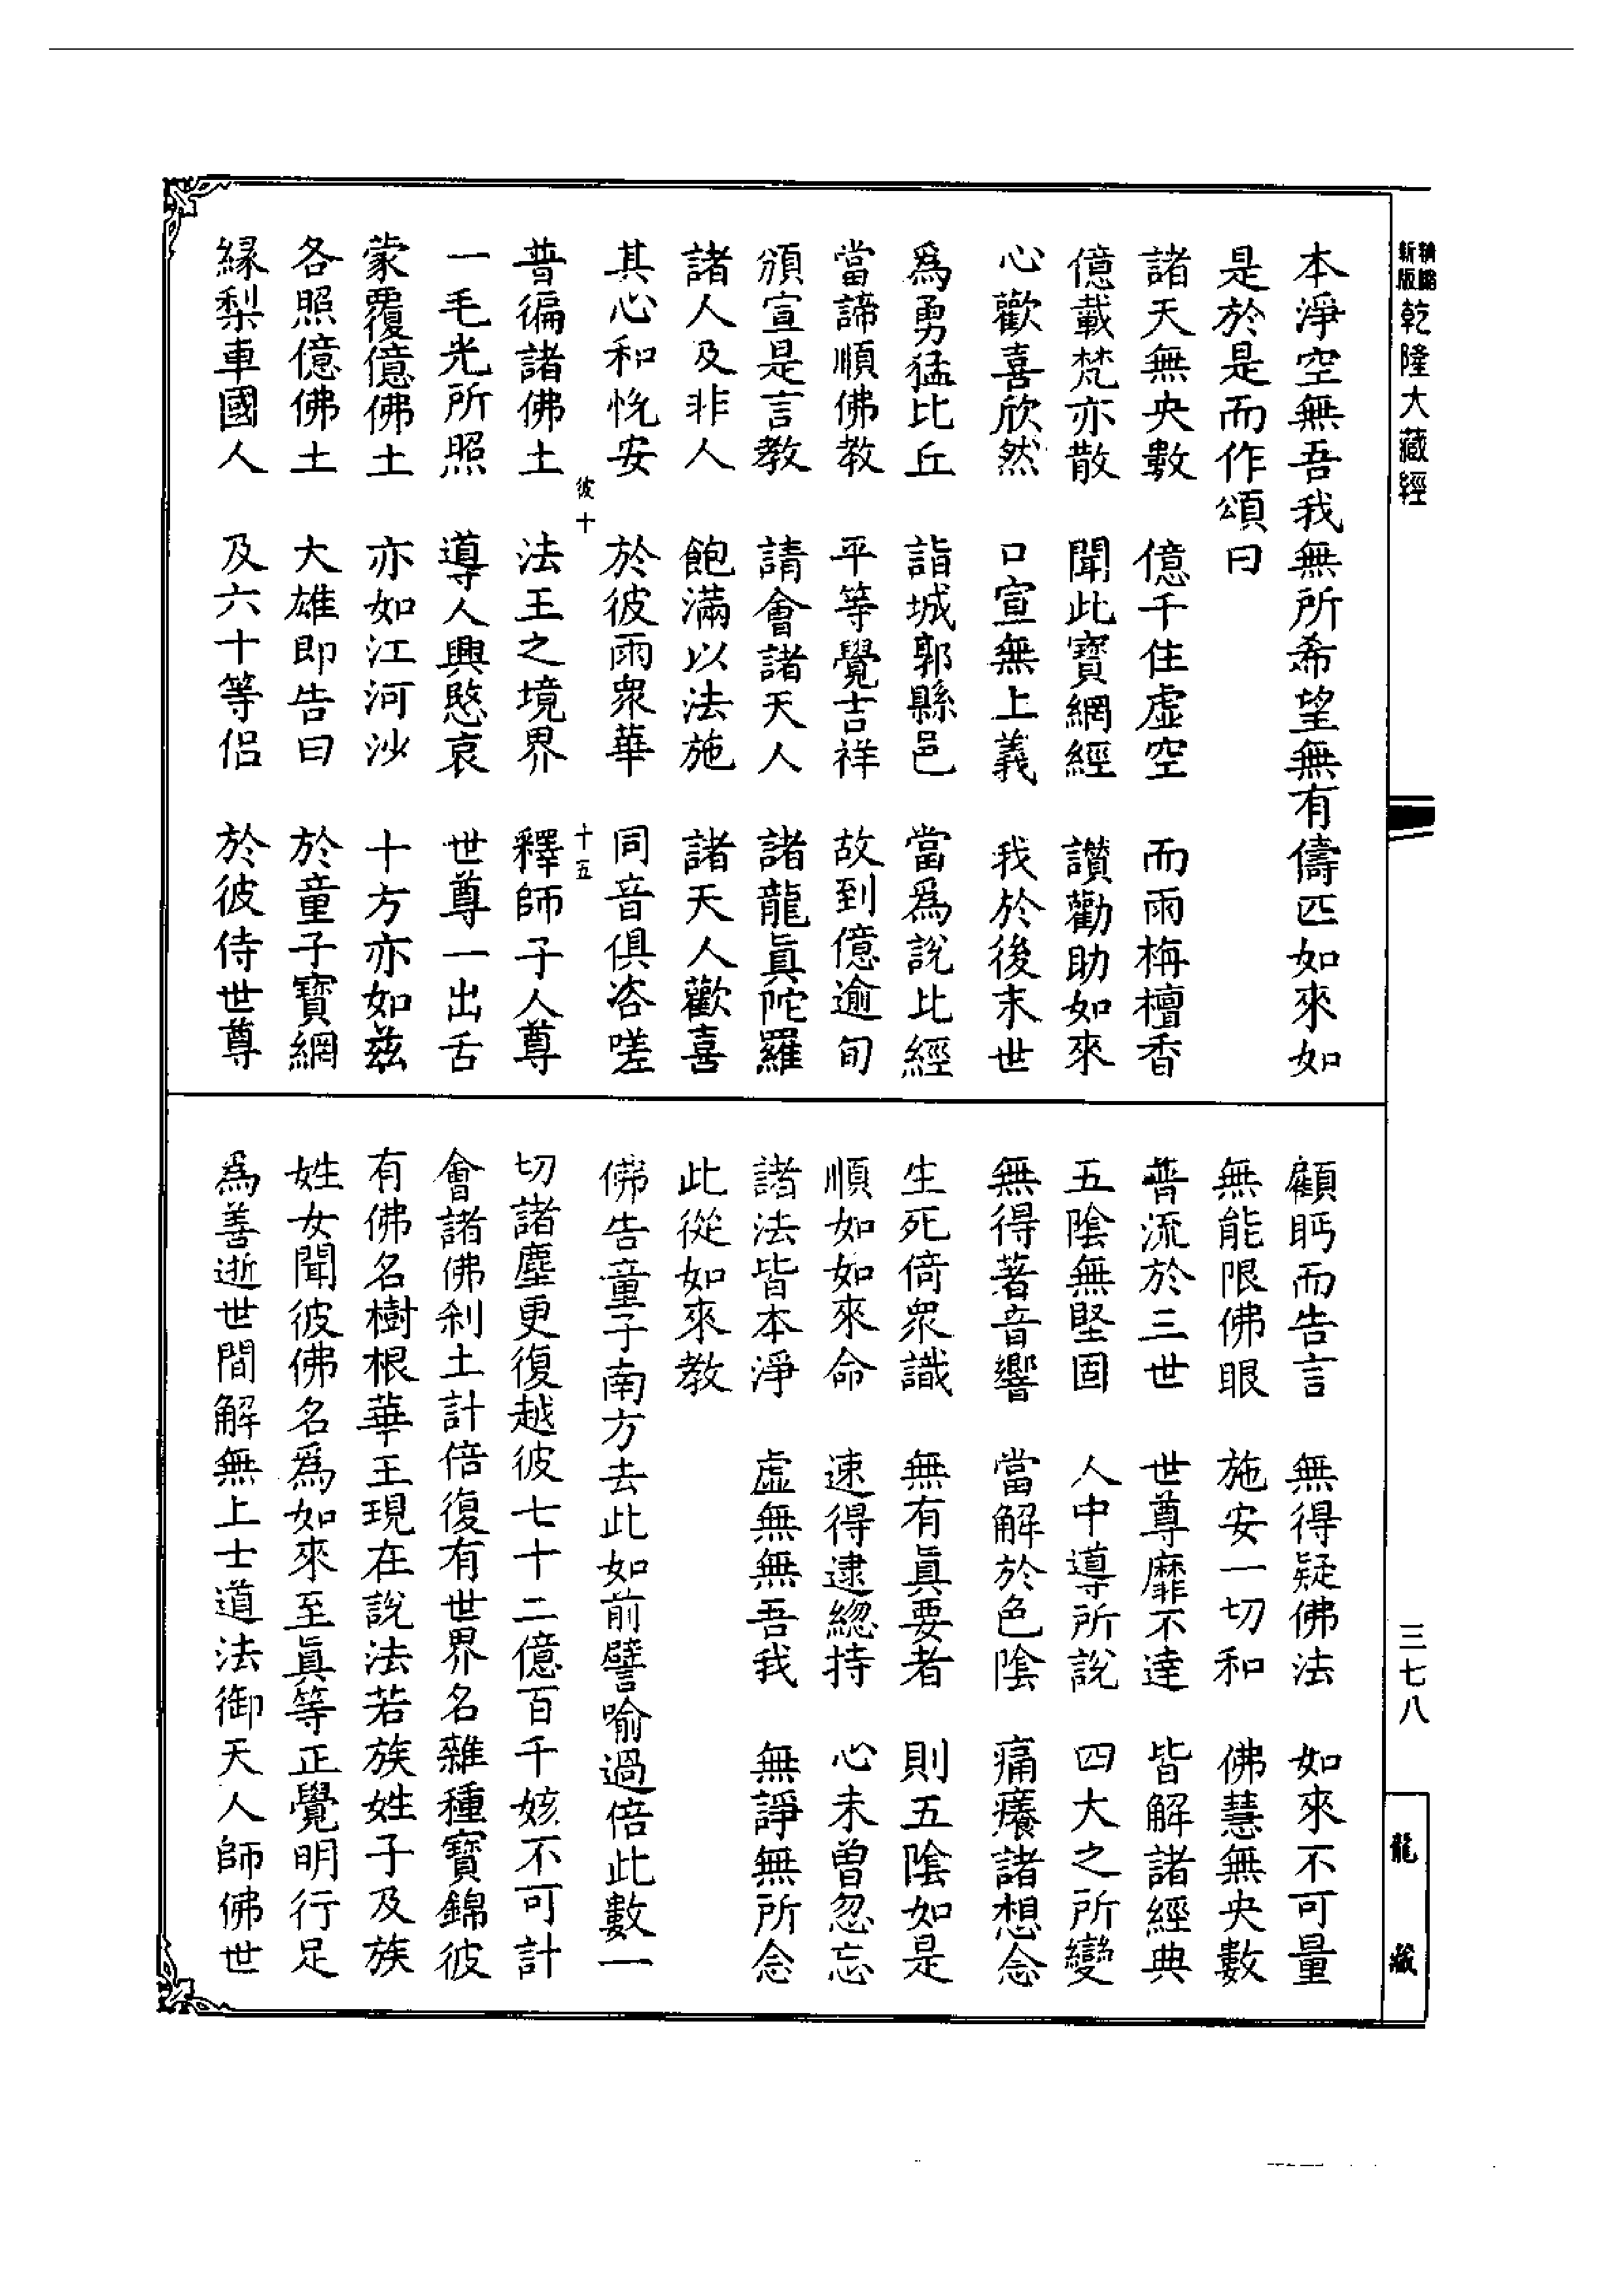 精縮新版乾隆大藏經
本淨空無吾我無所希望無有儔匹如來如
是於是而作頌曰
諸天無央數　億千住虛空　而雨栴檀香
億載梵亦散　聞此寶網經　讚勸助如來
心歡喜欣然　口宣無上義　我於後末世
為勇猛比丘　詣城郭縣邑　當為說比經
當諦順佛教　平等覺吉祥　故到億逾旬
頒宣是言教　請會諸天人　諸龍真陀羅
諸人及非人　飽滿以法施　諸天人歡喜
其心和悅安　於彼雨眾華　同音俱咨嗟
彼十　十五
普徧諸佛土　法王之境界　釋師子人尊
一毛光所照　導人興愍哀　世尊一出舌
蒙覆億佛土　亦如江河沙　十方亦如茲
各照億佛土　大雄即告曰　於童子寶網
緣梨車國人　及六十等侶　於彼侍世尊
顧眄而告言　無得疑佛法　如來不可量
無能限佛眼　施安一切和　佛慧無央數
普流於三世　世尊靡不達　皆解諸經典
五陰無堅固　人中導所說　四大之所變
無得著音響　當解於色陰　痛癢諸想念
生死倚眾識　無有真要者　則五陰如是
順如如來命　速得逮總持　心未曾忽忘
諸法皆本淨　虛無無吾我　無諍無所念
此從如來教
佛告童子南方去此如前譬喻過倍此數一
切諸塵更復越彼七十二億百千姟不可計
會諸佛剎土計倍復有世界名雜種寶錦彼
有佛名樹根華王現在說法若族姓子及族
姓女聞彼佛名為如來至真等正覺明行足
為善逝世間解無上士道法御天人師佛世
三七八
龍藏